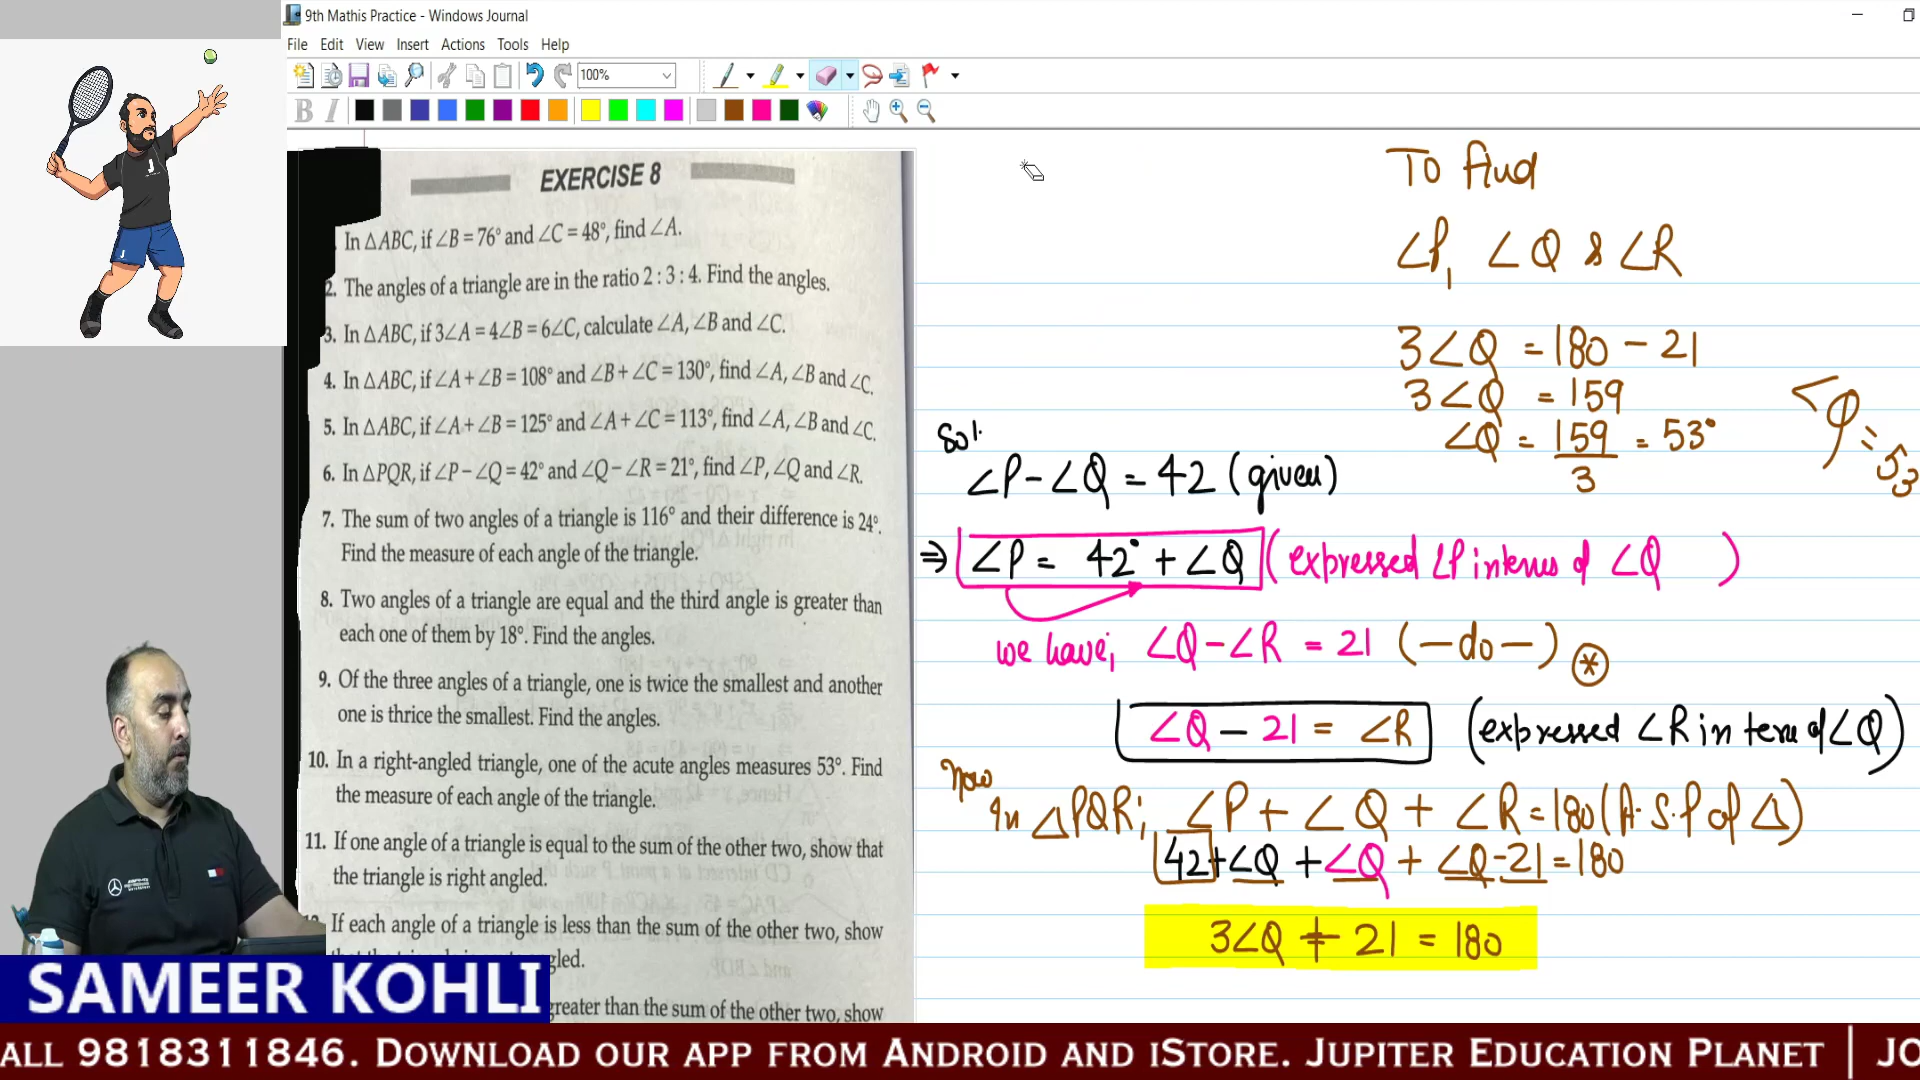 9th Mathis Practice - Windows Journal
File Edit View Insert Actions Tools Help
100%
B I
EXERCISE 8
In △ABC, if ∠B = 76° and ∠C = 48°, find ∠A.
2. The angles of a triangle are in the ratio 2 : 3 : 4. Find the angles.
3. In △ABC, if 3∠A = 4∠B = 6∠C, calculate ∠A, ∠B and ∠C.
4. In △ABC, if ∠A + ∠B = 108° and ∠B + ∠C = 130°, find ∠A, ∠B and ∠C.
5. In △ABC, if ∠A + ∠B = 125° and ∠A + ∠C = 113°, find ∠A, ∠B and ∠C.
6. In △PQR, if ∠P − ∠Q = 42° and ∠Q − ∠R = 21°, find ∠P, ∠Q and ∠R.
7. The sum of two angles of a triangle is 116° and their difference is 24°.
Find the measure of each angle of the triangle.
8. Two angles of a triangle are equal and the third angle is greater than
each one of them by 18°. Find the angles.
9. Of the three angles of a triangle, one is twice the smallest and another
one is thrice the smallest. Find the angles.
10. In a right-angled triangle, one of the acute angles measures 53°. Find
the measure of each angle of the triangle.
11. If one angle of a triangle is equal to the sum of the other two, show that
the triangle is right angled.
If each angle of a triangle is less than the sum of the other two, show
gled.
greater than the sum of the other two, show
To find
∠P, ∠Q & ∠R
3∠Q = 180 − 21
3∠Q = 159
∠Q = 159/3 = 53°
∠Q = 53
Sol.
∠P − ∠Q = 42 (given)
⇒ ∠P = 42° + ∠Q (expressed ∠P in terms of ∠Q )
we have; ∠Q − ∠R = 21 (−do−) *
∠Q − 21 = ∠R (expressed ∠R in term of ∠Q)
Now
In △PQR; ∠P + ∠Q + ∠R = 180 (A.S.P of △)
42 + ∠Q + ∠Q + ∠Q − 21 = 180
3∠Q + 21 = 180
SAMEER KOHLI
ALL 9818311846. DOWNLOAD OUR APP FROM ANDROID AND ISTORE. JUPITER EDUCATION PLANET | JO